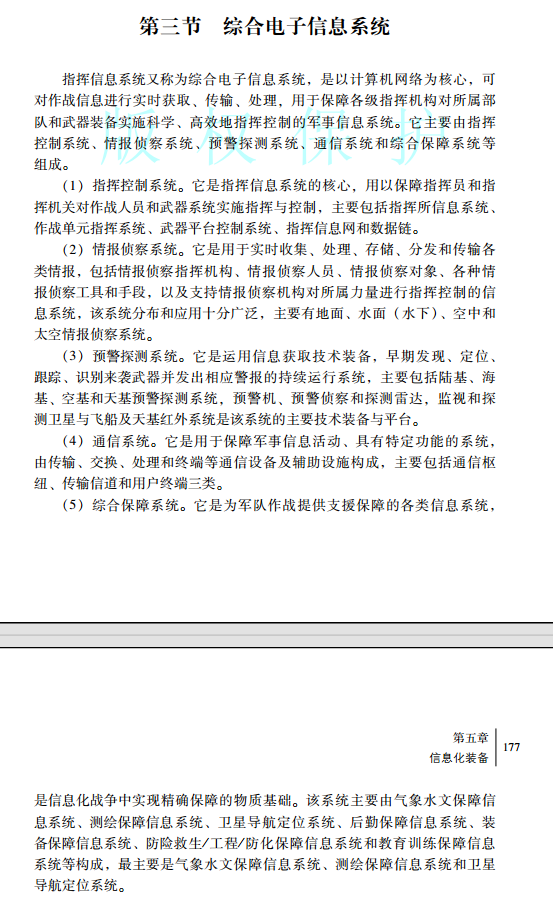 第三节 综合电子信息系统
指挥信息系统又称为综合电子信息系统，是以计算机网络为核心，可
对作战信息进行实时获取、传输、处理，用于保障各级指挥机构对所属部
队和武器装备实施科学、高效地指挥控制的军事信息系统。它主要由指挥
控制系统、情报侦察系统、预警探测系统、通信系统和综合保障系统等
组成。
版权保护
（1）指挥控制系统。它是指挥信息系统的核心，用以保障指挥员和指
挥机关对作战人员和武器系统实施指挥与控制，主要包括指挥所信息系统、
作战单元指挥系统、武器平台控制系统、指挥信息网和数据链。
（2）情报侦察系统。它是用于实时收集、处理、存储、分发和传输各
类情报，包括情报侦察指挥机构、情报侦察人员、情报侦察对象、各种情
报侦察工具和手段，以及支持情报侦察机构对所属力量进行指挥控制的信
息系统，该系统分布和应用十分广泛，主要有地面、水面（水下）、空中和
太空情报侦察系统。
（3）预警探测系统。它是运用信息获取技术装备，早期发现、定位、
跟踪、识别来袭武器并发出相应警报的持续运行系统，主要包括陆基、海
基、空基和天基预警探测系统，预警机、预警侦察和探测雷达，监视和探
测卫星与飞船及天基红外系统是该系统的主要技术装备与平台。
（4）通信系统。它是用于保障军事信息活动、具有特定功能的系统，
由传输、交换、处理和终端等通信设备及辅助设施构成，主要包括通信枢
纽、传输信道和用户终端三类。
（5）综合保障系统。它是为军队作战提供支援保障的各类信息系统，
第五章
信息化装备
177
是信息化战争中实现精确保障的物质基础。该系统主要由气象水文保障信
息系统、测绘保障信息系统、卫星导航定位系统、后勤保障信息系统、装
备保障信息系统、防险救生/工程/防化保障信息系统和教育训练保障信息
系统等构成，最主要是气象水文保障信息系统、测绘保障信息系统和卫星
导航定位系统。